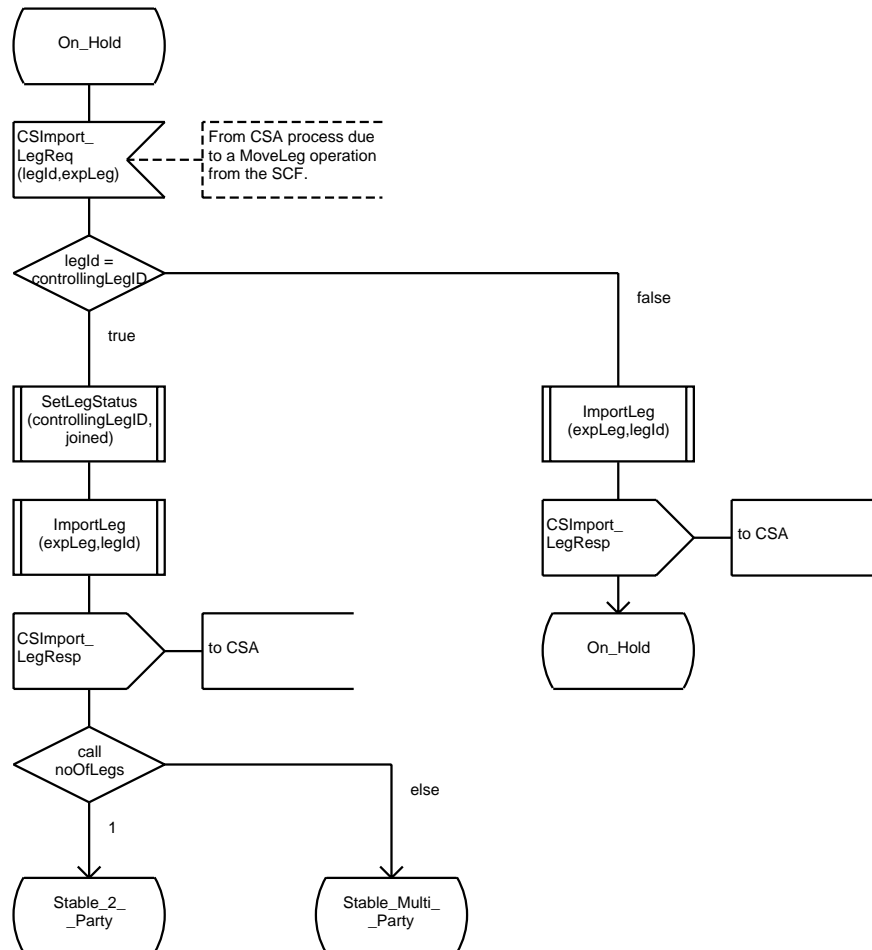 On_Hold
CSImport_
LegReq
(legId,expLeg)
From CSA process due
to a MoveLeg operation
from the SCF.
legId =
controllingLegID
false
true
SetLegStatus
(controllingLegID,
joined)
ImportLeg
(expLeg,legId)
ImportLeg
(expLeg,legId)
CSImport_
LegResp
to CSA
CSImport_
LegResp
to CSA
On_Hold
call
noOfLegs
else
1
Stable_2_
_Party
Stable_Multi_
_Party